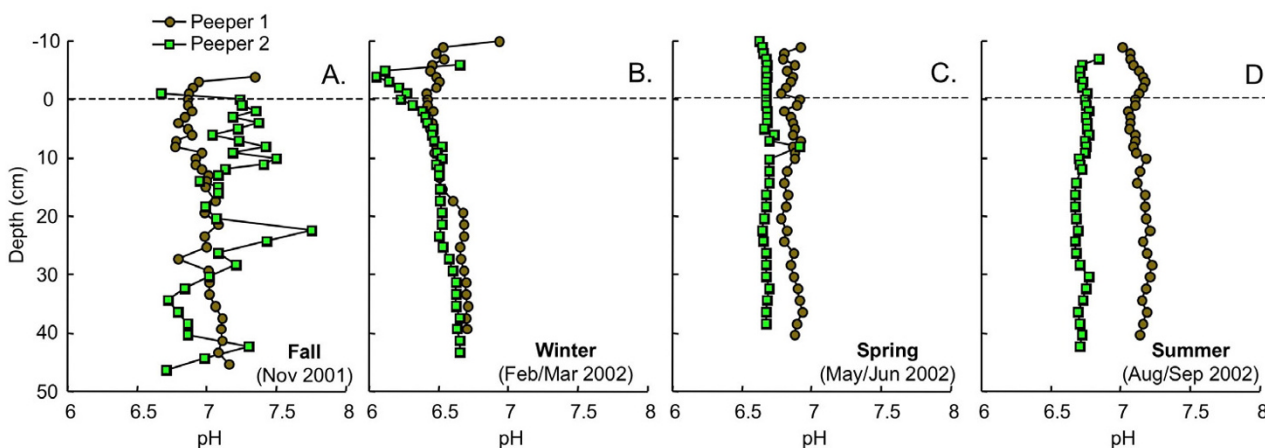 Peeper 1
Peeper 2
A.
B.
C.
D.
Depth (cm)
-10
0
10
20
30
40
50
Fall
(Nov 2001)
Winter
(Feb/Mar 2002)
Spring
(May/Jun 2002)
Summer
(Aug/Sep 2002)
6 6.5 7 7.5 8
6 6.5 7 7.5 8
6 6.5 7 7.5 8
6 6.5 7 7.5 8
pH pH pH pH